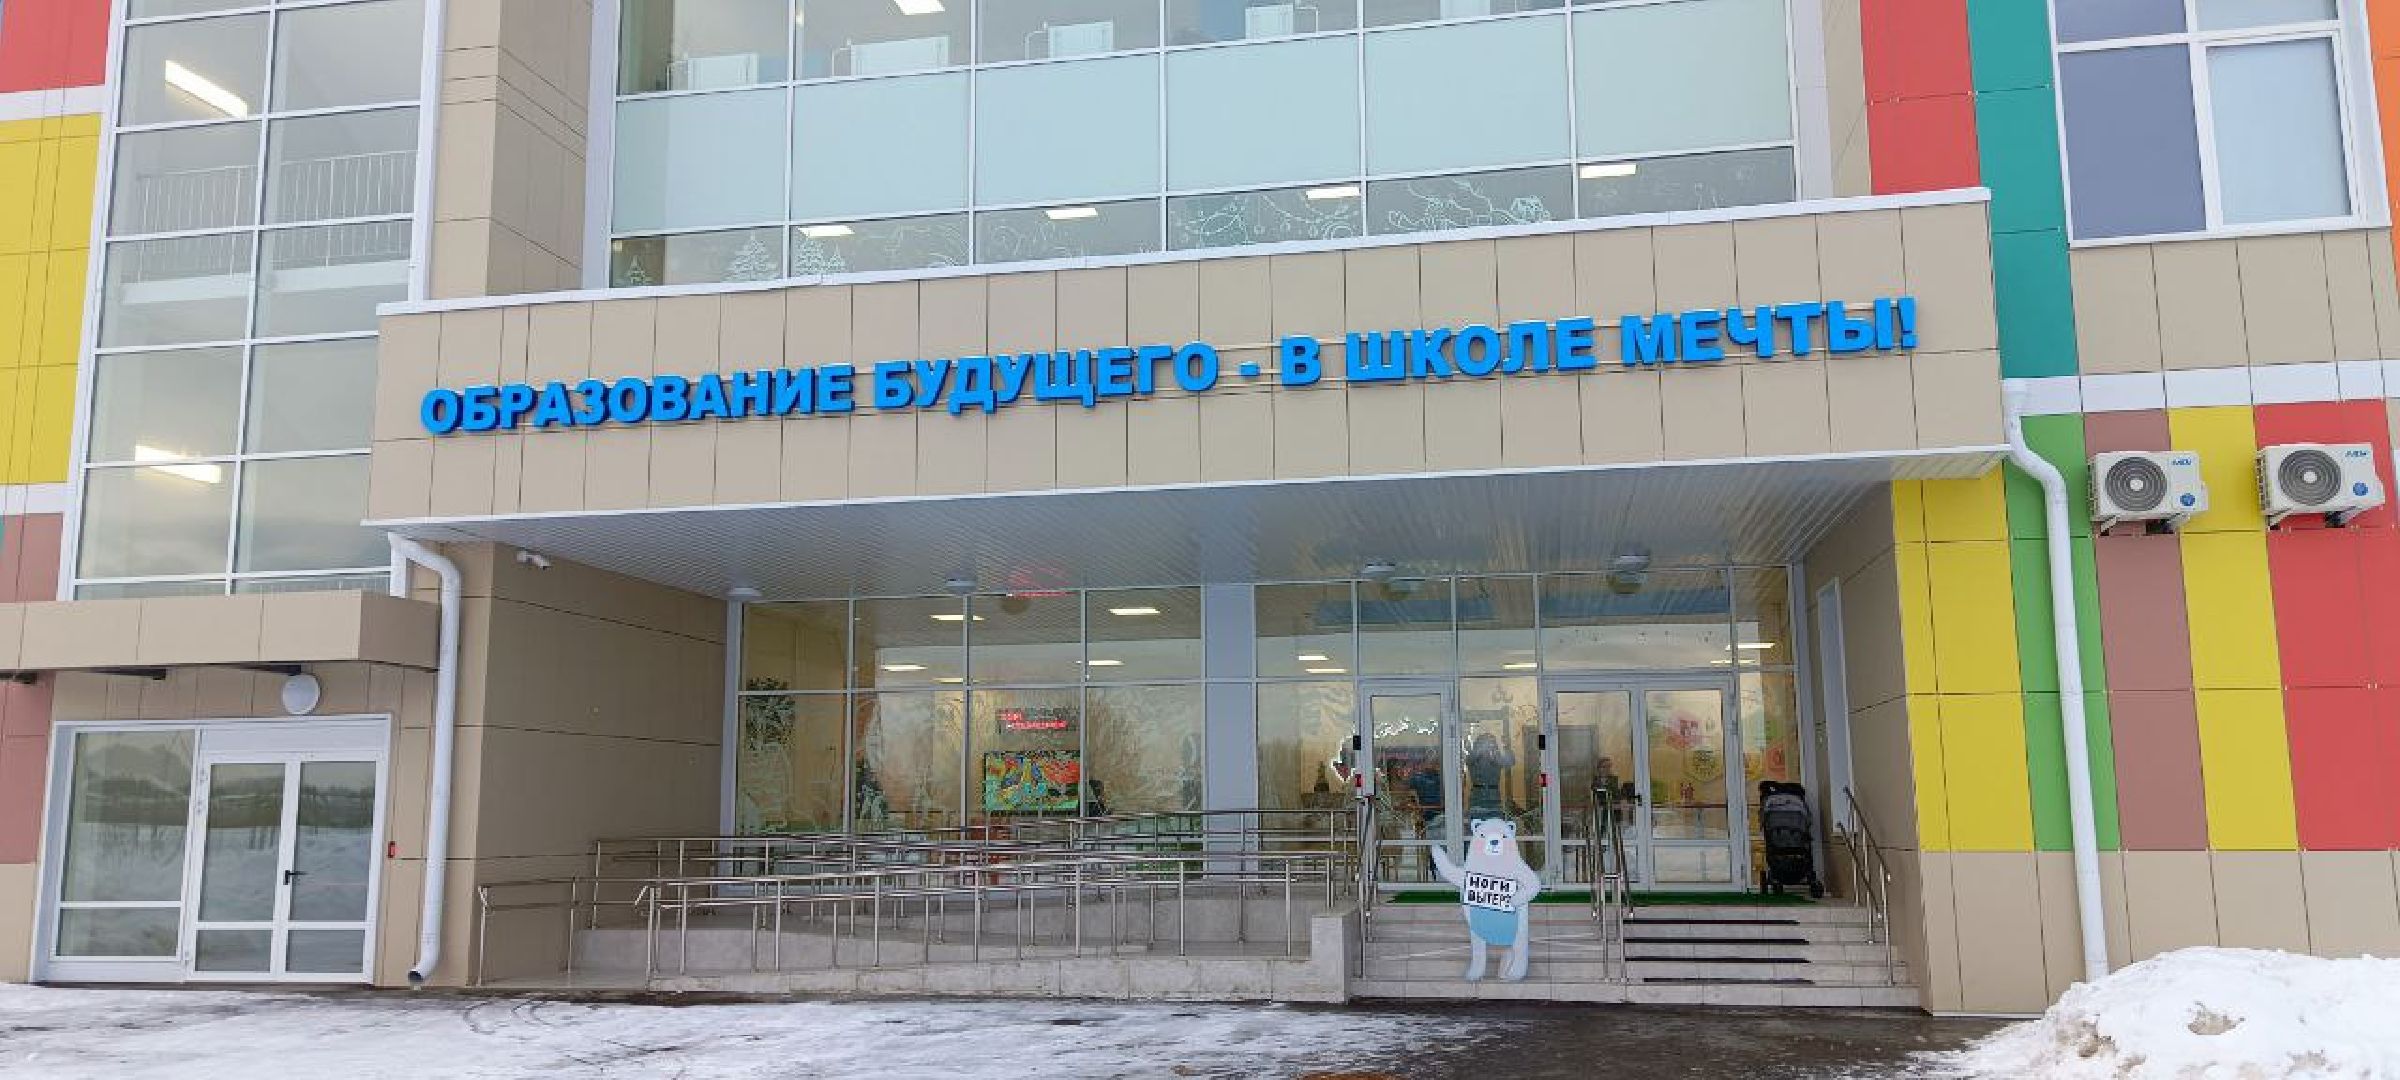 ОБРАЗОВАНИЕ БУДУЩЕГО - В ШКОЛЕ МЕЧТЫ!
НОГИ
ВЫТЕР?